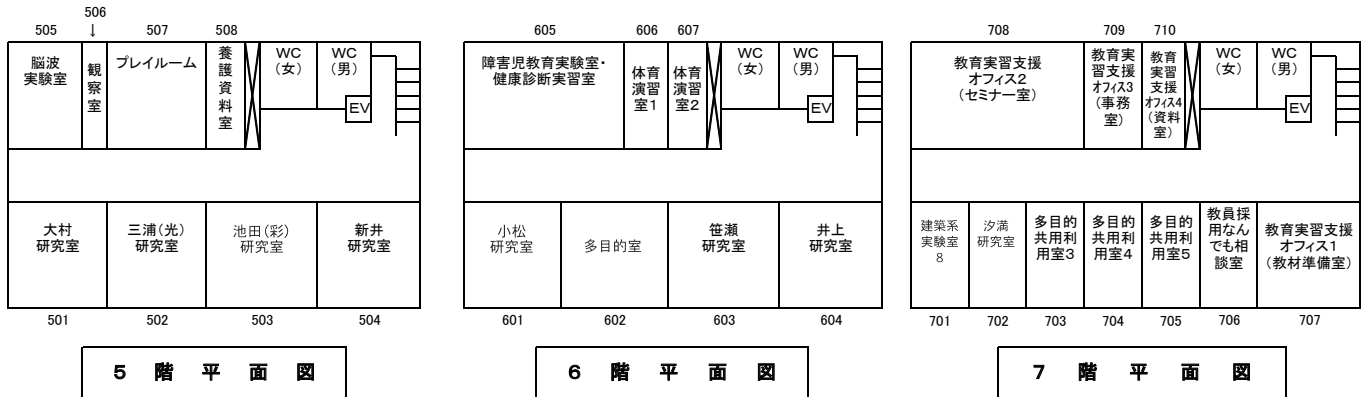 506
505
↓
507
508
脳波
実験室
観察室
プレイルーム
養護資料室
WC
(女)
WC
(男)
EV
大村
研究室
三浦(光)
研究室
池田(彩)
研究室
新井
研究室
501
502
503
504
5 階 平 面 図
605
606
607
障害児教育実験室・
健康診断実習室
体育
演習
室1
体育
演習
室2
WC
(女)
WC
(男)
EV
小松
研究室
多目的室
笹瀬
研究室
井上
研究室
601
602
603
604
6 階 平 面 図
708
709
710
教育実習支援
オフィス2
(セミナー室)
教育実
習支援
オフィス3
(事務
室)
教育
実習
支援
オフィス4
(資料
室)
WC
(女)
WC
(男)
EV
建築系
実験室
8
汐満
研究室
多目的
共用利
用室3
多目的
共用利
用室4
多目的
共用利
用室5
教員採
用なん
でも相
談室
教育実習支援
オフィス1
(教材準備室)
701
702
703
704
705
706
707
7 階 平 面 図